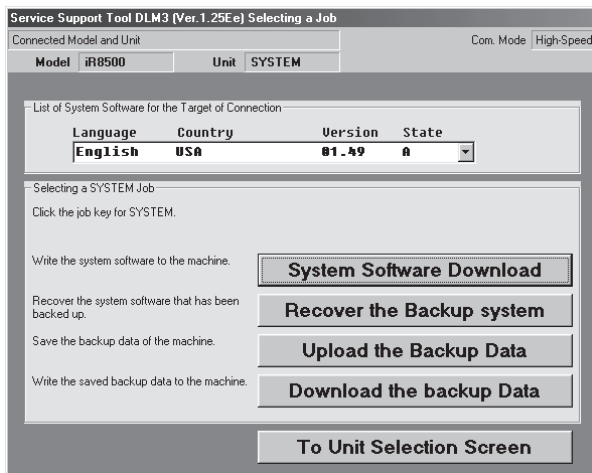 Service Support Tool DLM3 (Ver.1.25Ee) Selecting a Job
Connected Model and Unit Com. Mode High-Speed
Model iR8500 Unit SYSTEM
List of System Software for the Target of Connection
Language Country Version State
English USA 01.49 A
Selecting a SYSTEM Job
Click the job key for SYSTEM.
Write the system software to the machine. System Software Download
Recover the system software that has been
backed up. Recover the Backup system
Save the backup data of the machine. Upload the Backup Data
Write the saved backup data to the machine. Download the backup Data
To Unit Selection Screen